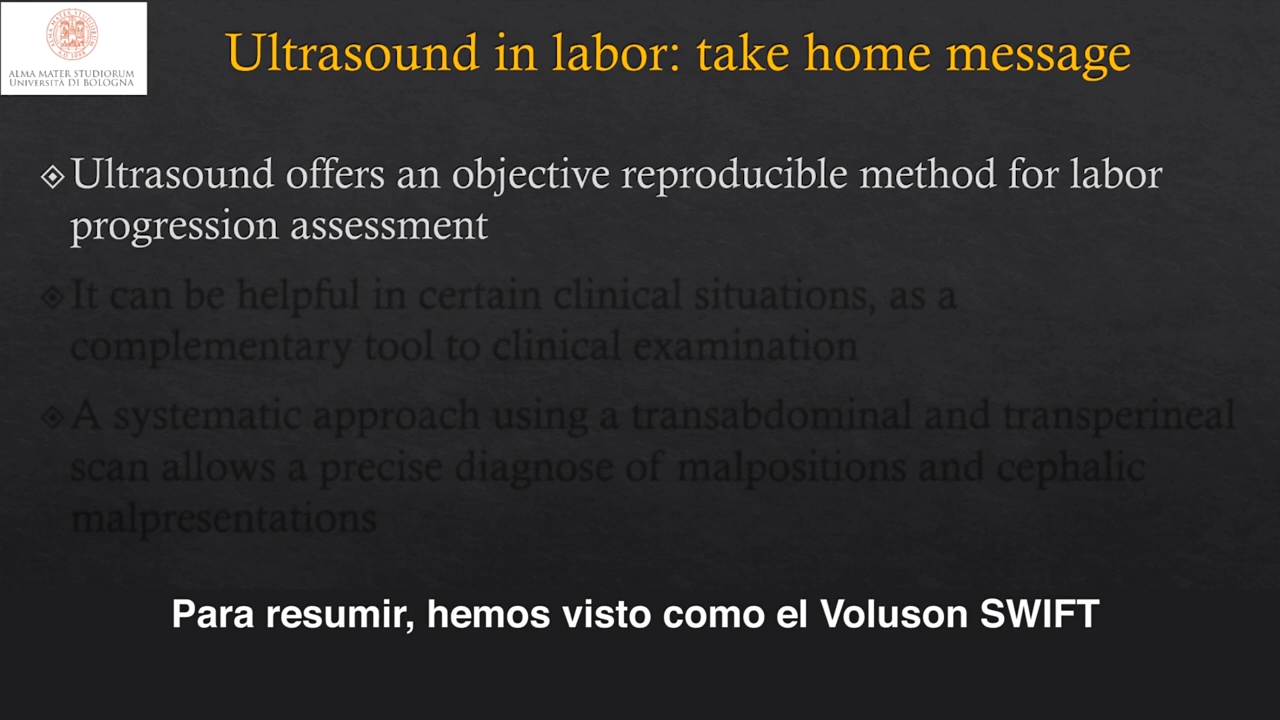 ALMA MATER STUDIORUM
UNIVERSITÀ DI BOLOGNA
Ultrasound in labor: take home message
Ultrasound offers an objective reproducible method for labor
progression assessment
It can be helpful in certain clinical situations, as a
complementary tool to clinical examination
A systematic approach using a transabdominal and transperineal
scan allows a precise diagnose of malpositions and cephalic
malpresentations
Para resumir, hemos visto como el Voluson SWIFT